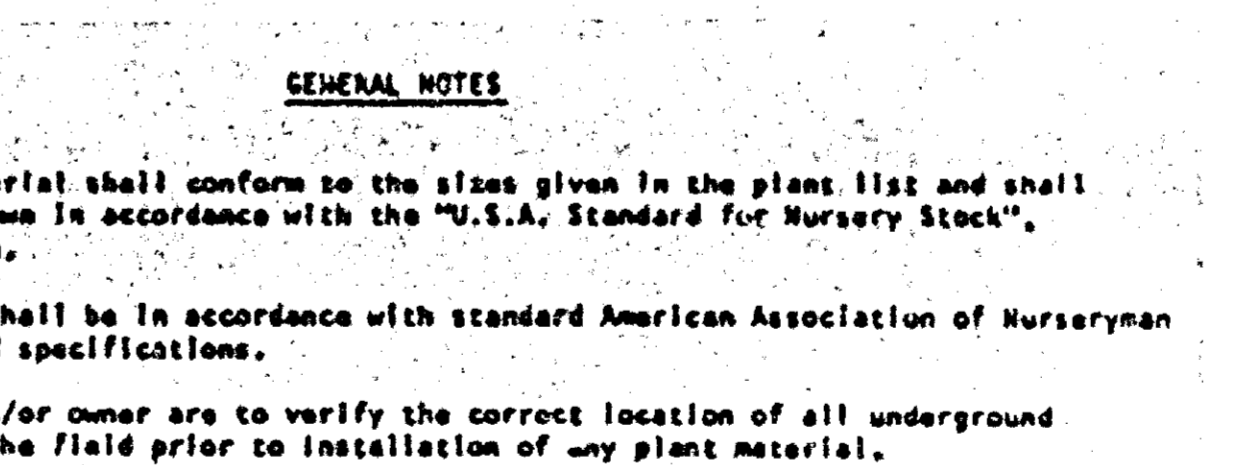 GENERAL NOTES
erial shall conform to the sizes given in the plant list and shall
wn in accordance with the "U.S.A. Standard for Nursery Stock",
hall be in accordance with standard American Association of Nurseryman
specifications.
/or owner are to verify the correct location of all underground
he field prior to installation of any plant material.